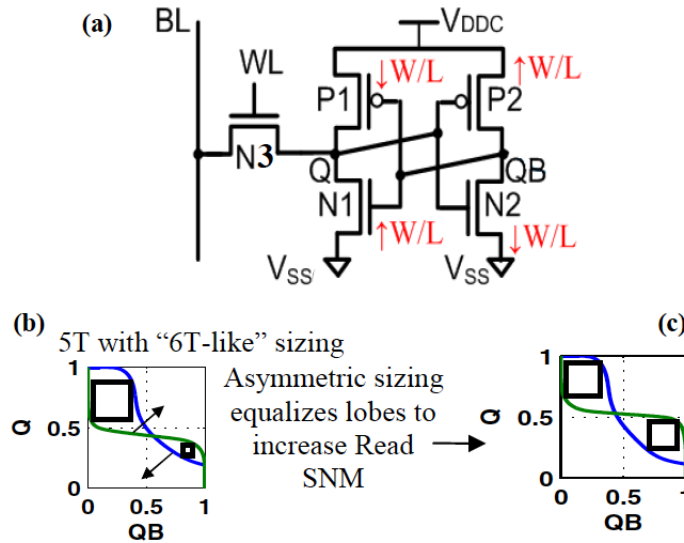 (a)
BL
VDDC
WL
↓W/L
↑W/L
P1
P2
N3
Q
QB
N1
N2
↑W/L
↓W/L
VSS
VSS
(b)
(c)
5T with “6T-like” sizing
Asymmetric sizing
equalizes lobes to
increase Read
SNM
1
Q
0.5
0
0
0.5
1
QB
1
Q
0.5
0
0
0.5
1
QB